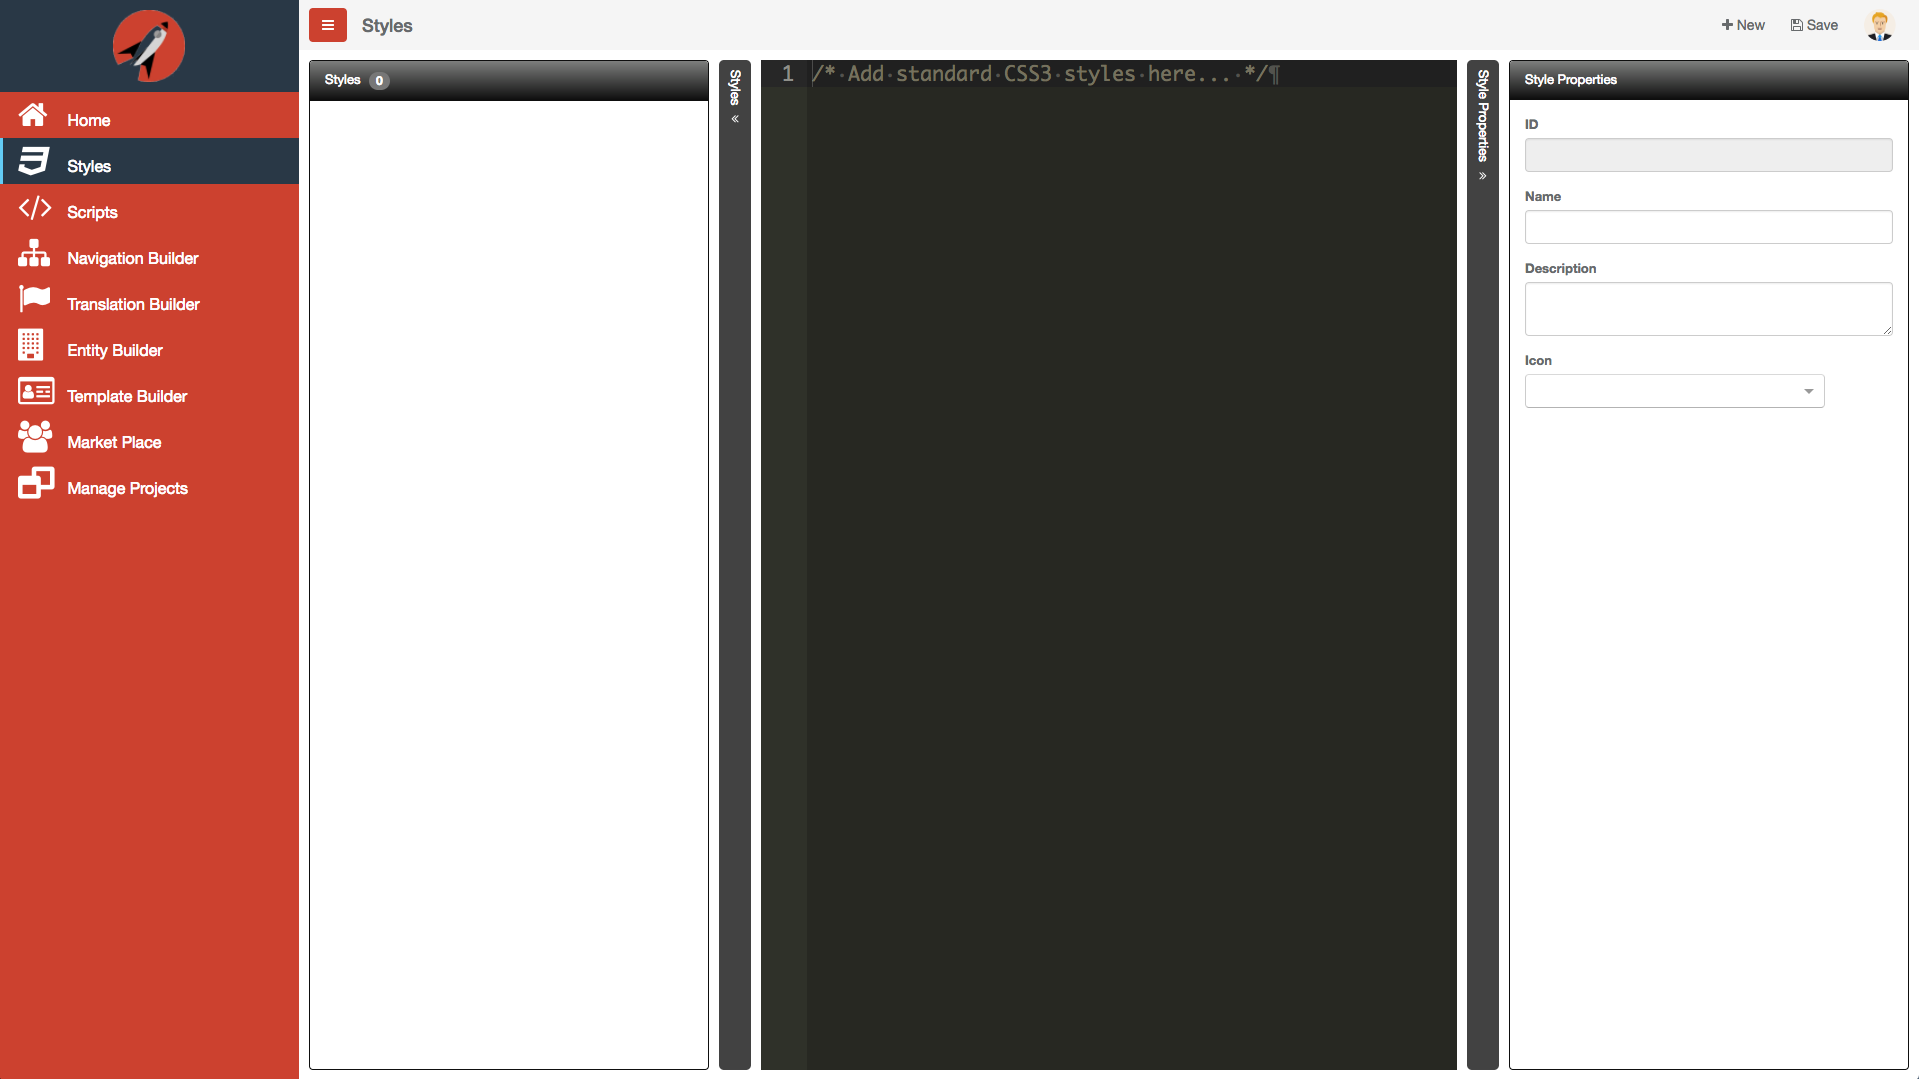 Styles
New
Save
Home
Styles
Scripts
Navigation Builder
Translation Builder
Entity Builder
Template Builder
Market Place
Manage Projects
Styles 0
Styles «
1 /*·Add·standard·CSS3·styles·here...·*/¶
Style Properties »
Style Properties
ID
Name
Description
Icon